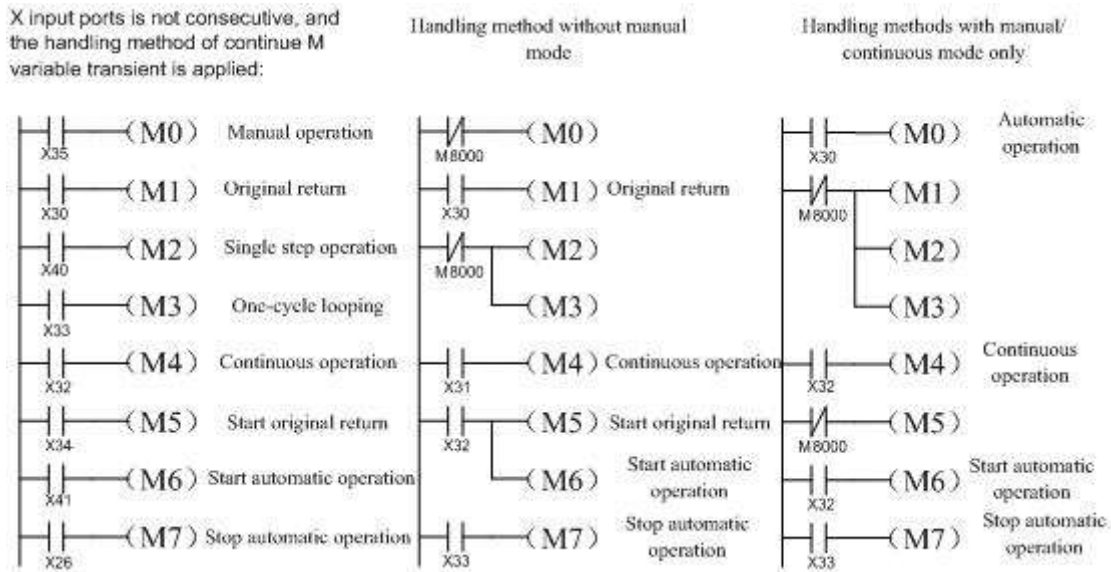 X input ports is not consecutive, and
the handling method of continue M
variable transient is applied:
(M0) Manual operation
X35
(M1) Original return
X30
(M2) Single step operation
X40
(M3) One-cycle looping
X33
(M4) Continuous operation
X32
(M5) Start original return
X34
(M6) Start automatic operation
X41
(M7) Stop automatic operation
X26
Handling method without manual
mode
(M0)
M8000
(M1) Original return
X30
(M2)
M8000
(M3)
(M4) Continuous operation
X31
(M5) Start original return
X32
(M6) Start automatic
operation
(M7) Stop automatic
operation
X33
Handling methods with manual/
continuous mode only
(M0) Automatic
operation
X30
(M1)
M8000
(M2)
(M3)
(M4) Continuous
operation
X32
(M5)
M8000
(M6) Start automatic
operation
X32
(M7) Stop automatic
operation
X33